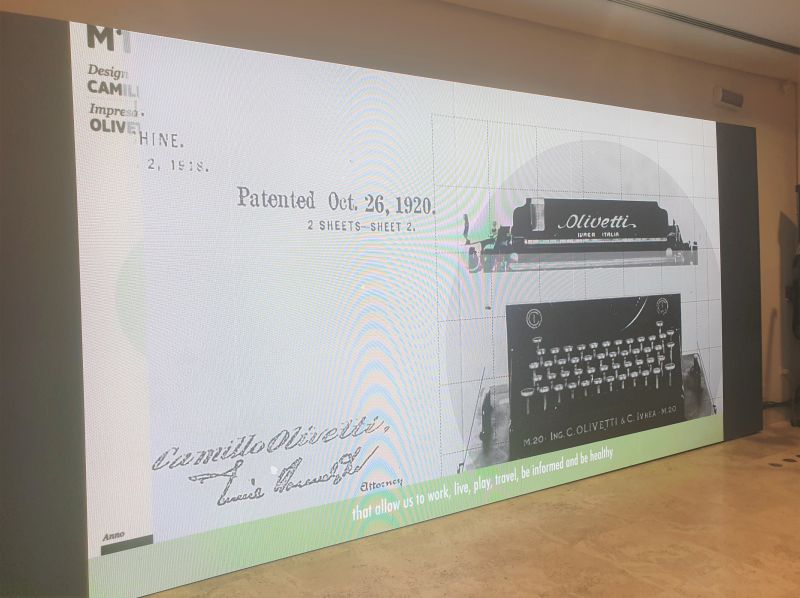 M
Design
CAMIL
Impresa.
OLIVET
HINE.
2, 1918.
Patented Oct. 26, 1920.
2 SHEETS—SHEET 2.
Olivetti
IVREA ITALIA
M.20 · ING. C. OLIVETTI & C. IVREA · M.20
Camillo Olivetti,
Attorney
Anno
that allow us to work, live, play, travel, be informed and be healthy